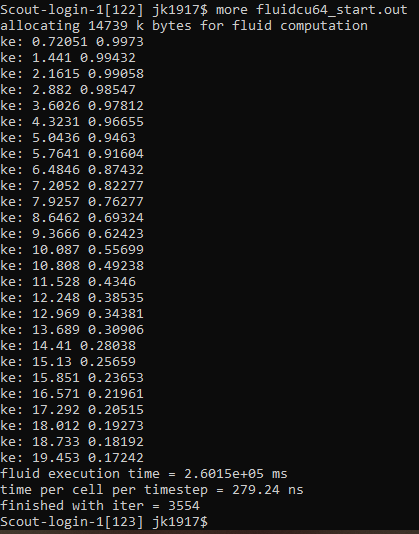 Scout-login-1[122] jk1917$ more fluidcu64_start.out
allocating 14739 k bytes for fluid computation
ke: 0.72051 0.9973
ke: 1.441 0.99432
ke: 2.1615 0.99058
ke: 2.882 0.98547
ke: 3.6026 0.97812
ke: 4.3231 0.96655
ke: 5.0436 0.9463
ke: 5.7641 0.91604
ke: 6.4846 0.87432
ke: 7.2052 0.82277
ke: 7.9257 0.76277
ke: 8.6462 0.69324
ke: 9.3666 0.62423
ke: 10.087 0.55699
ke: 10.808 0.49238
ke: 11.528 0.4346
ke: 12.248 0.38535
ke: 12.969 0.34381
ke: 13.689 0.30906
ke: 14.41 0.28038
ke: 15.13 0.25659
ke: 15.851 0.23653
ke: 16.571 0.21961
ke: 17.292 0.20515
ke: 18.012 0.19273
ke: 18.733 0.18192
ke: 19.453 0.17242
fluid execution time = 2.6015e+05 ms
time per cell per timestep = 279.24 ns
finished with iter = 3554
Scout-login-1[123] jk1917$